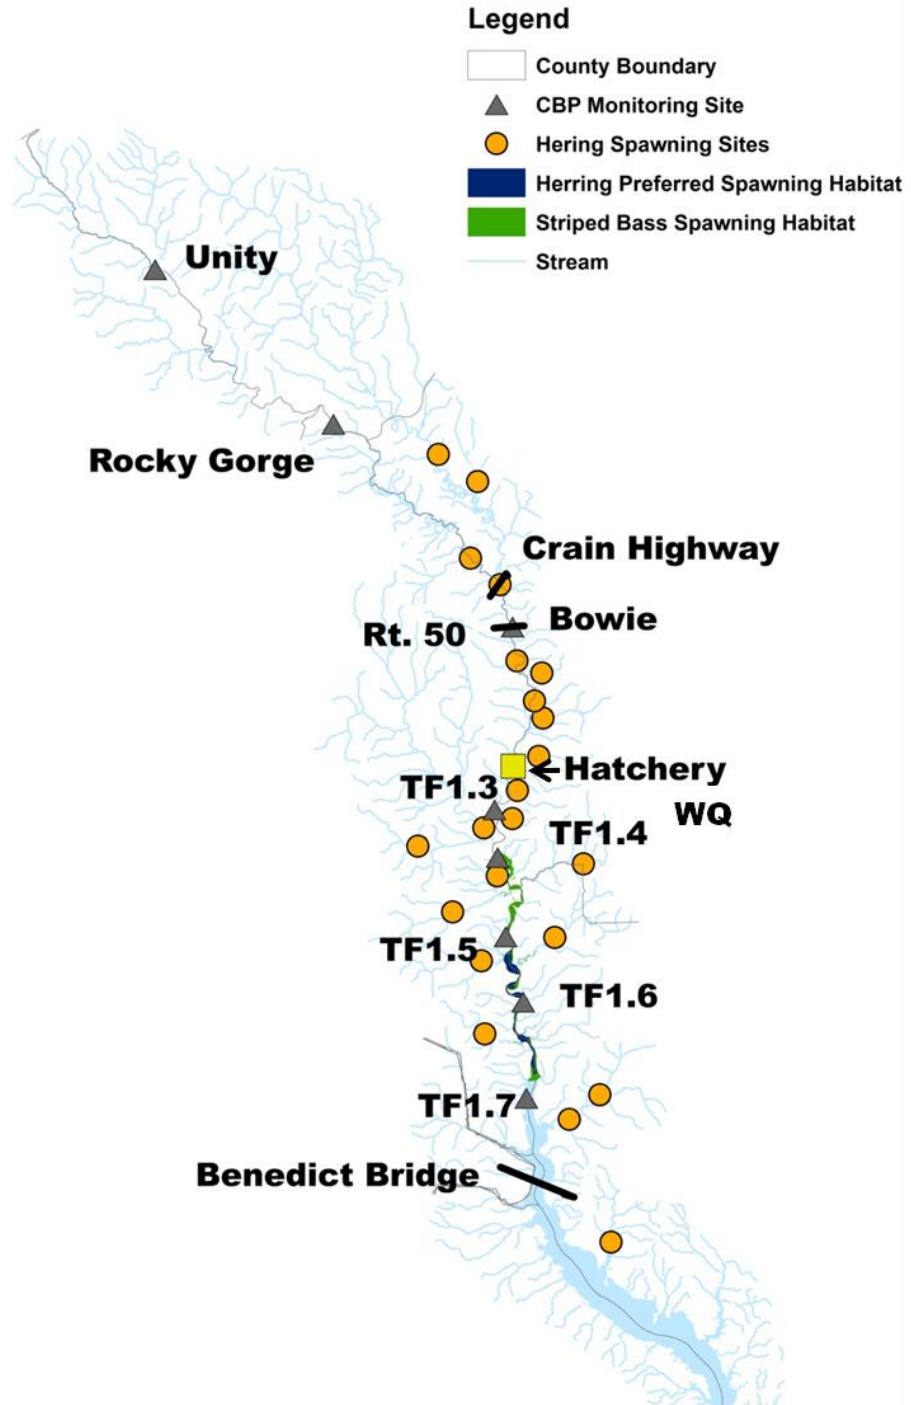 Legend
County Boundary
CBP Monitoring Site
Hering Spawning Sites
Herring Preferred Spawning Habitat
Striped Bass Spawning Habitat
Stream
Unity
Rocky Gorge
Crain Highway
Bowie
Rt. 50
Hatchery
TF1.3
WQ
TF1.4
TF1.5
TF1.6
TF1.7
Benedict Bridge